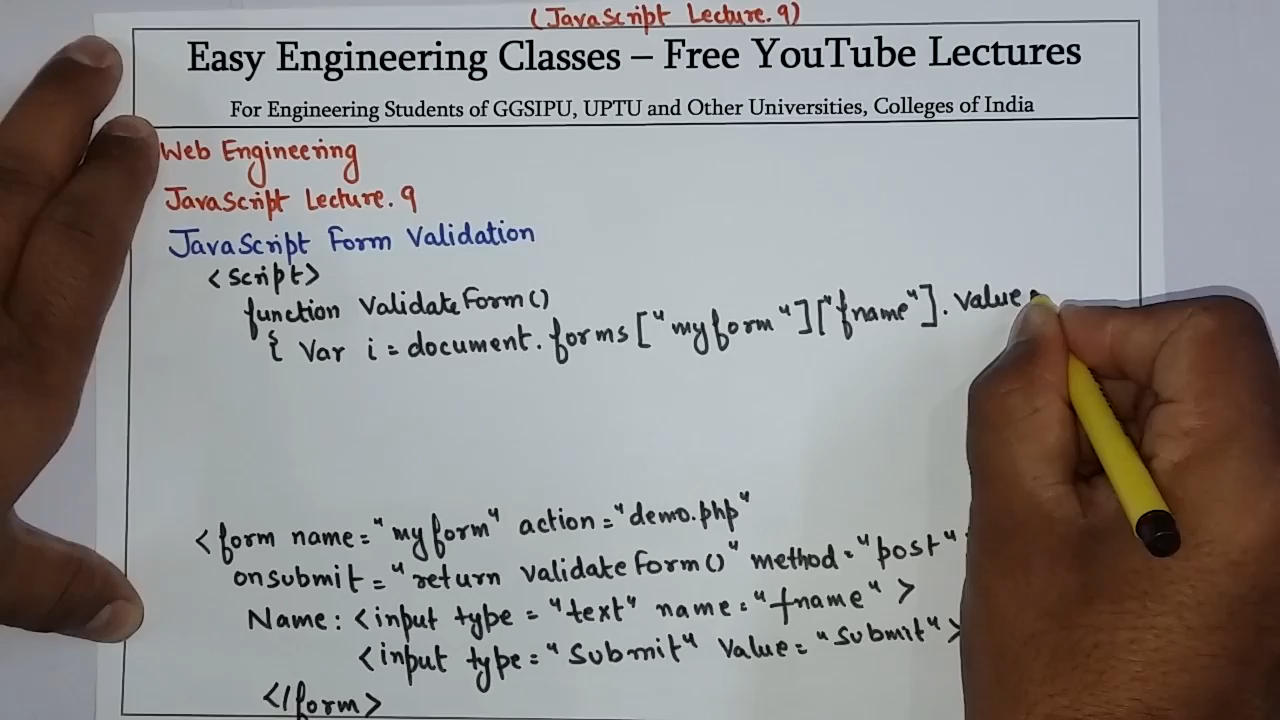 (JavaScript Lecture.9)
Easy Engineering Classes – Free YouTube Lectures
For Engineering Students of GGSIPU, UPTU and Other Universities, Colleges of India
Web Engineering
JavaScript Lecture.9
JavaScript Form Validation
<script>
function ValidateForm()
{ Var i = document.forms["myform"]["fname"].Value
<form name="myform" action="demo.php"
onsubmit="return validateForm()" method="post"
Name: <input type="text" name="fname">
<input type="Submit" Value="Submit">
</form>